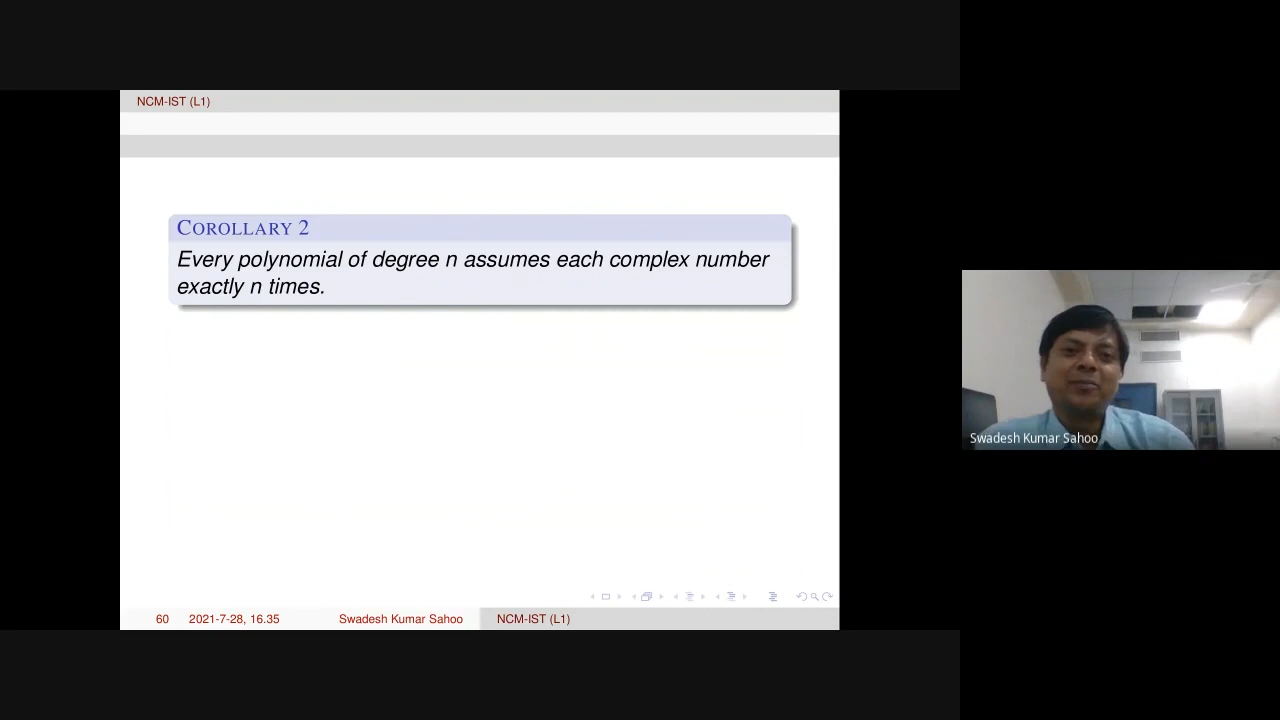 NCM-IST (L1)
COROLLARY 2
Every polynomial of degree n assumes each complex number
exactly n times.
Swadesh Kumar Sahoo
60 2021-7-28, 16.35 Swadesh Kumar Sahoo NCM-IST (L1)